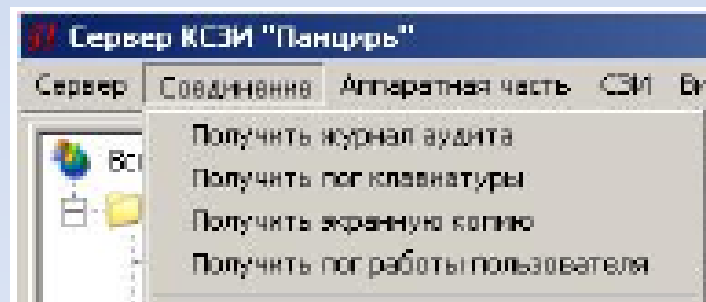 Сервер КСЗИ "Панцирь"
Сервер Соединение Аппаратная часть СЗИ
Получить журнал аудита
Получить лог клавиатуры
Получить экранную копию
Получить лог работы пользователя